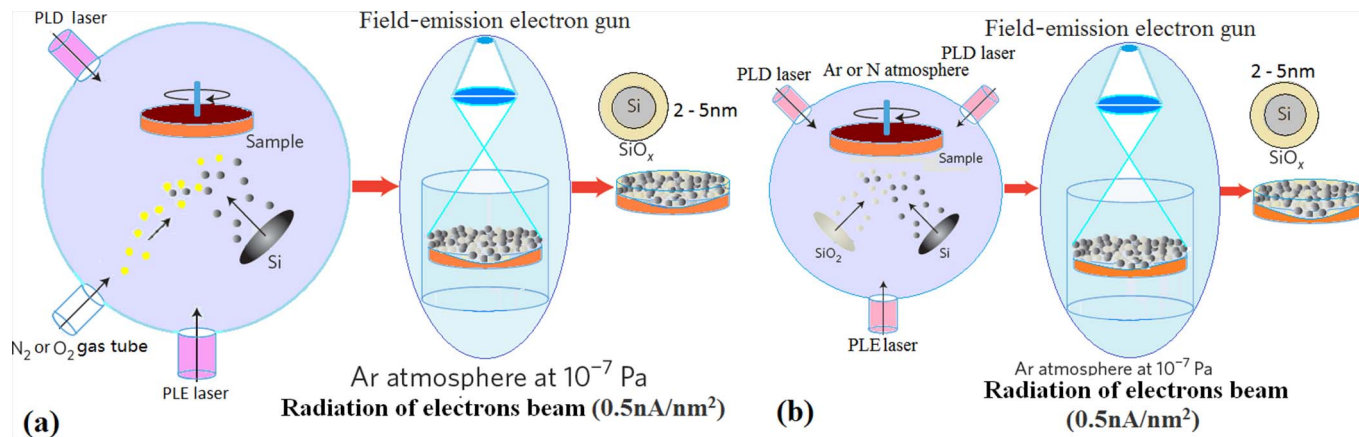 PLD laser
Field-emission electron gun
Si
2 - 5nm
SiOₓ
Sample
Si
N₂ or O₂ gas tube
PLE laser
Ar atmosphere at 10⁻⁷ Pa
Radiation of electrons beam (0.5nA/nm²)
(a)
Field-emission electron gun
PLD laser
Ar or N atmosphere
PLD laser
2 - 5nm
Si
SiOₓ
Sample
SiO₂
Si
PLE laser
Ar atmosphere at 10⁻⁷ Pa
Radiation of electrons beam
(0.5nA/nm²)
(b)